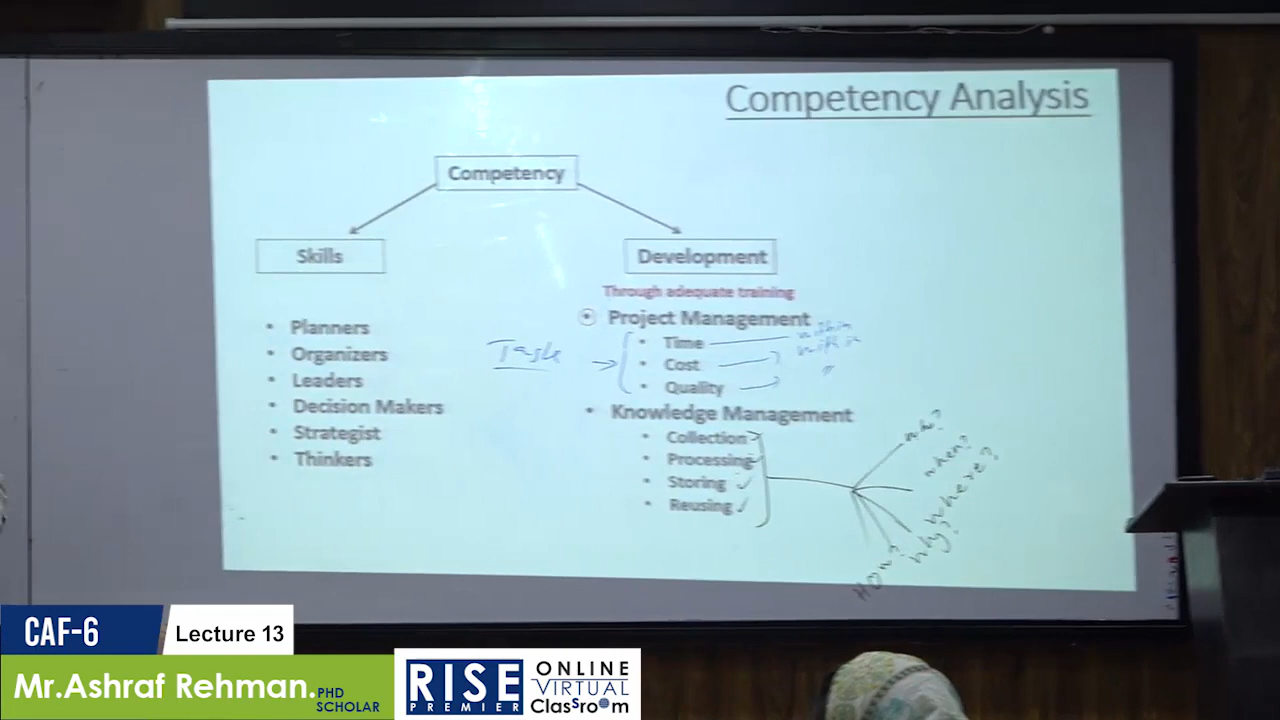 Competency Analysis
Competency
Skills
Development
Through adequate training
• Planners
• Organizers
• Leaders
• Decision Makers
• Strategist
• Thinkers
• Project Management
• Time
• Cost
• Quality
Task
within
within
• Knowledge Management
• Collection
• Processing
• Storing
• Reusing
who?
when?
where?
why?
How?
CAF-6
Lecture 13
Mr.Ashraf Rehman.PHD SCHOLAR
RISE
PREMIER
ONLINE
VIRTUAL
Classroom